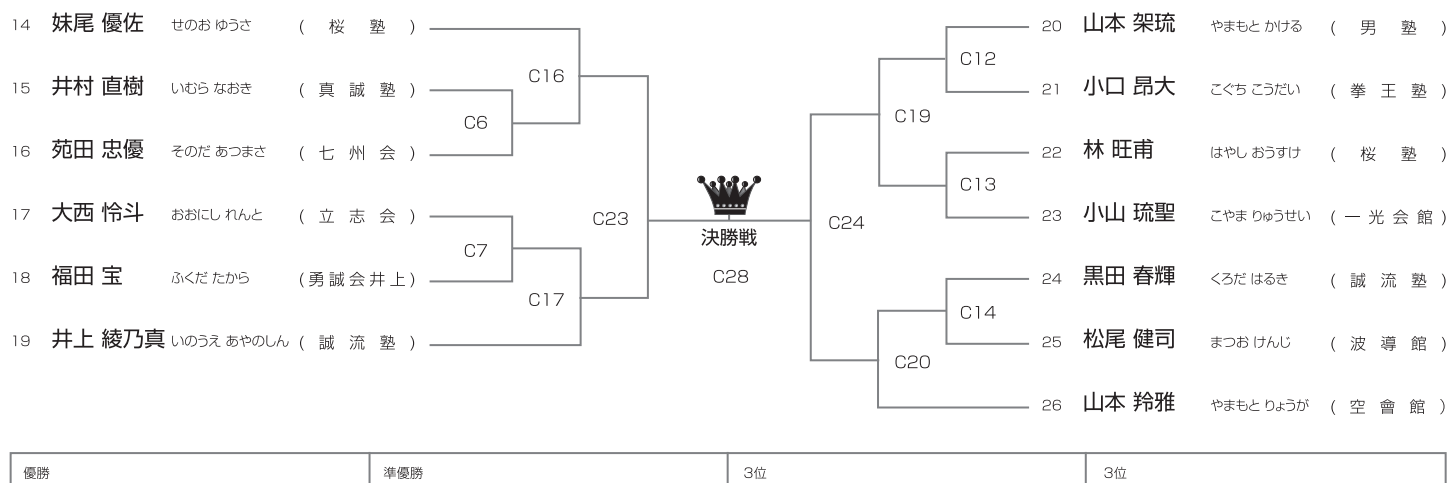 14 妹尾 優佐 せのお ゆうさ ( 桜 塾 )
C16
15 井村 直樹 いむら なおき ( 真 誠 塾 )
C6
16 苑田 忠優 そのだ あつまさ ( 七 州 会 )
C23
17 大西 怜斗 おおにし れんと ( 立 志 会 )
C7
18 福田 宝 ふくだ たから ( 勇 誠 会 井 上 )
C17
19 井上 綾乃真 いのうえ あやのしん ( 誠 流 塾 )
決勝戦
C28
20 山本 架琉 やまもと かける ( 男 塾 )
C12
21 小口 昂大 こぐち こうだい ( 拳 王 塾 )
C19
22 林 旺甫 はやし おうすけ ( 桜 塾 )
C13
23 小山 琉聖 こやま りゅうせい ( 一 光 会 館 )
C24
24 黒田 春輝 くろだ はるき ( 誠 流 塾 )
C14
25 松尾 健司 まつお けんじ ( 波 導 館 )
C20
26 山本 羚雅 やまもと りょうが ( 空 會 館 )
優勝 準優勝 3位 3位